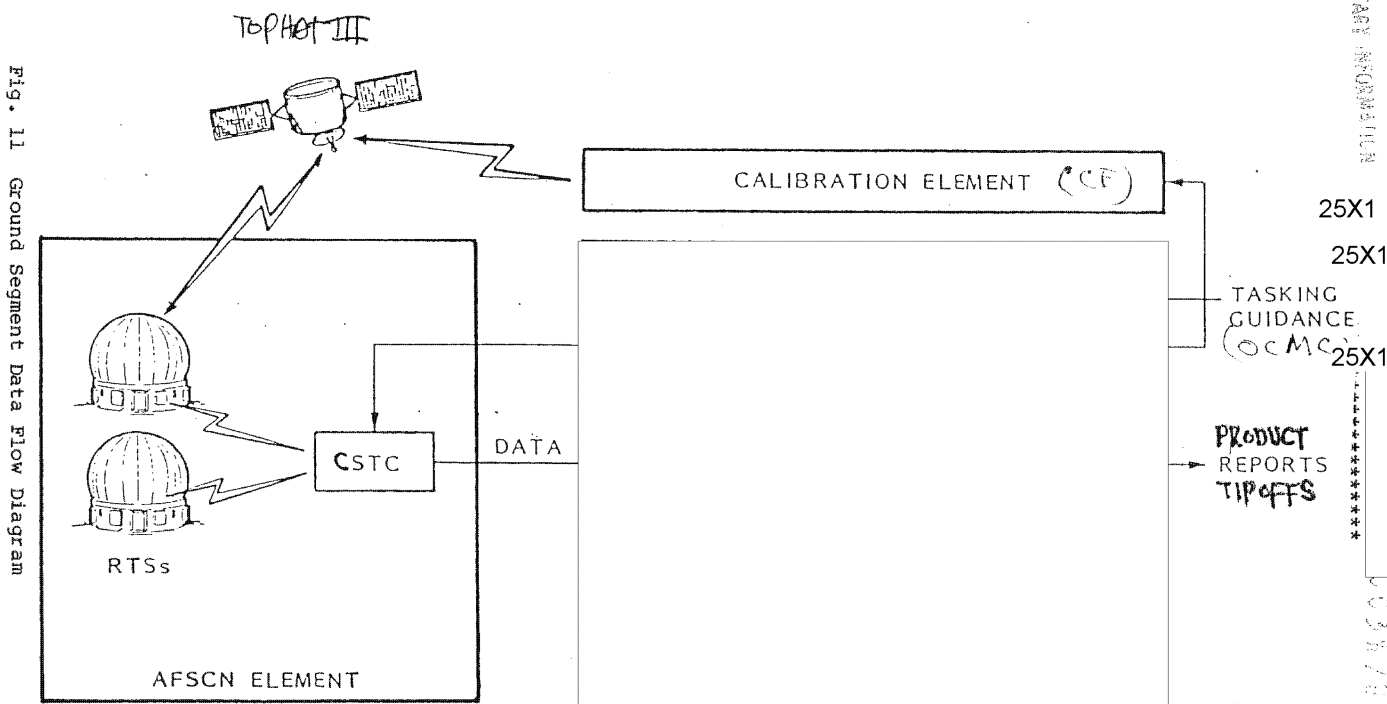 TOPHAT III
Fig. 11 Ground Segment Data Flow Diagram
CALIBRATION ELEMENT (CF)
25X1
25X1
TASKING
GUIDANCE
(OCMC)
25X1
CSTC
DATA
PRODUCT
REPORTS
TIPOFFS
RTSs
AFSCN ELEMENT